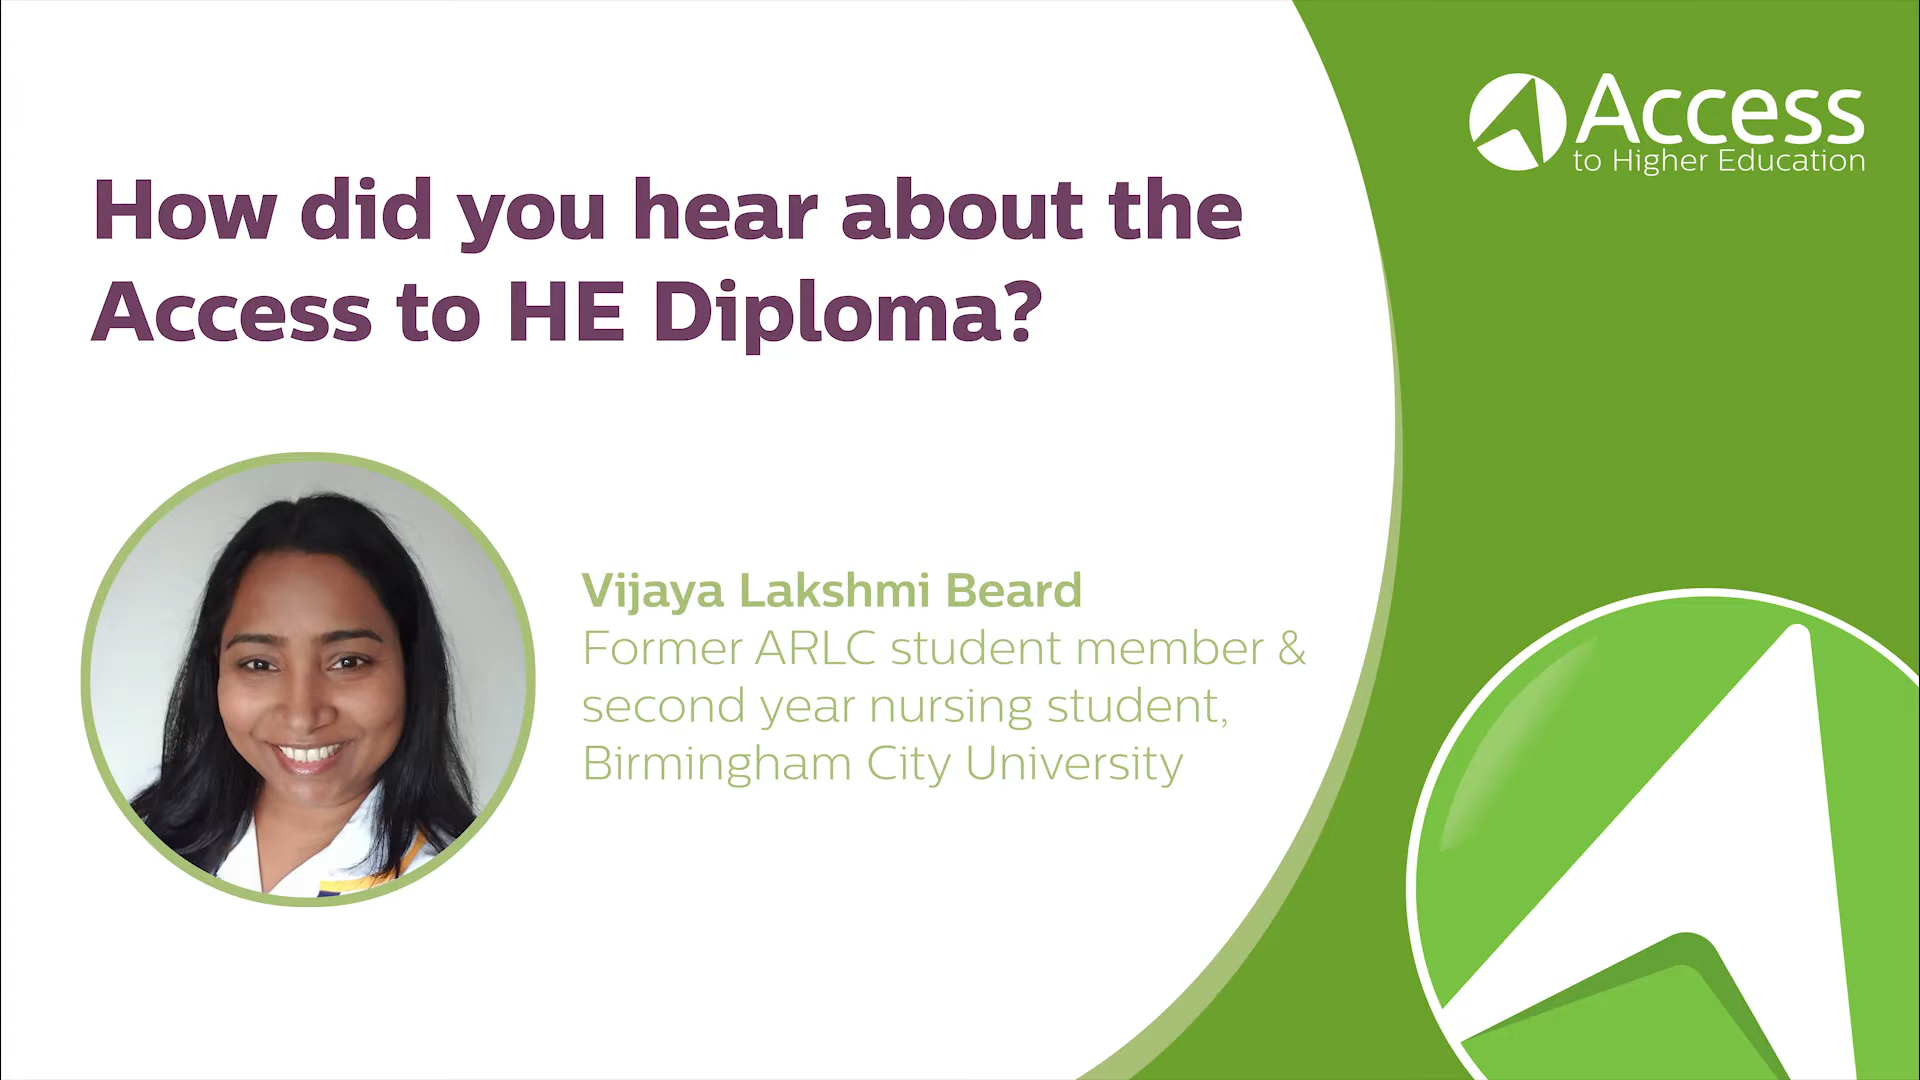 Access
to Higher Education
How did you hear about the
Access to HE Diploma?
Vijaya Lakshmi Beard
Former ARLC student member &
second year nursing student,
Birmingham City University